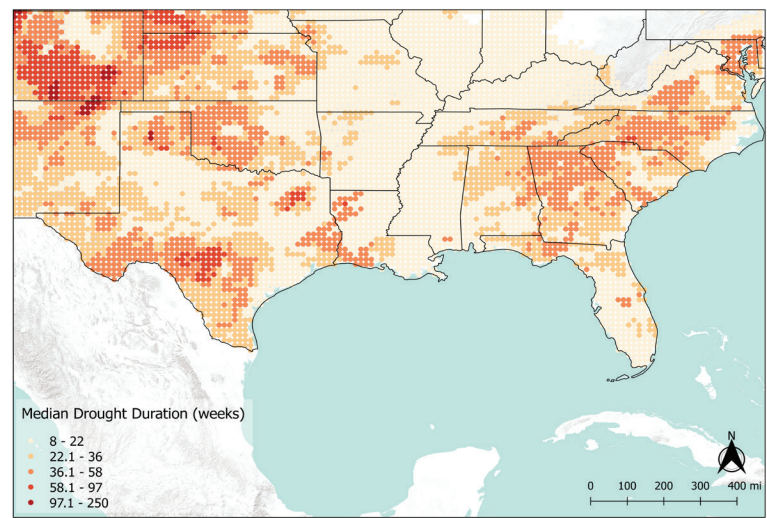 Median Drought Duration (weeks)
8 - 22
22.1 - 36
36.1 - 58
58.1 - 97
97.1 - 250
N
0 100 200 300 400 mi